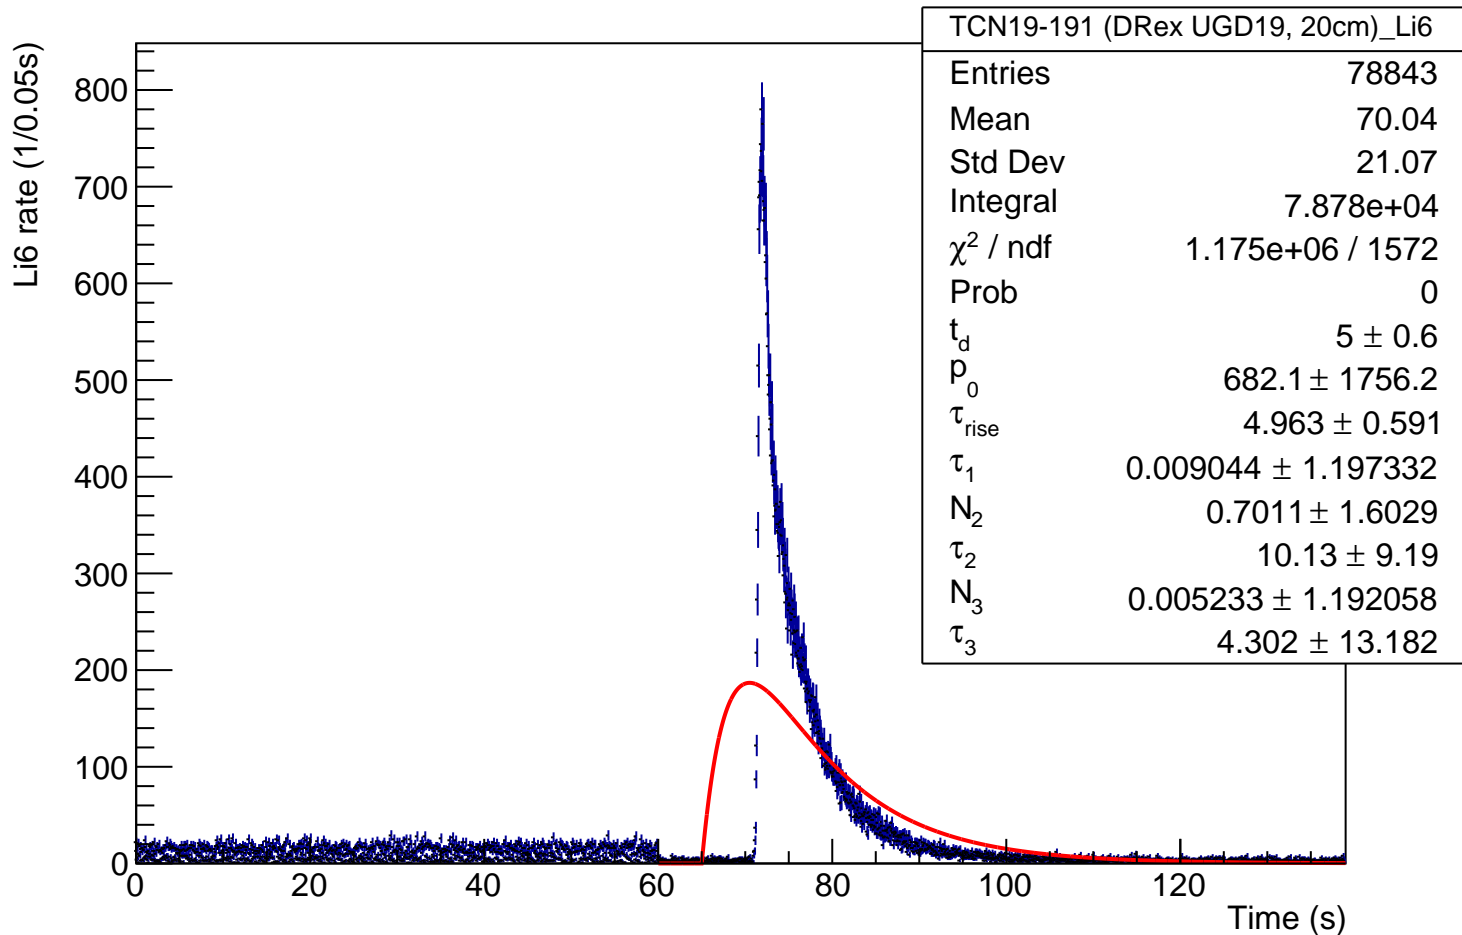 TCN19-191 (DRex UGD19, 20cm)_Li6
Entries 78843
Mean 70.04
Std Dev 21.07
Integral 7.878e+04
χ² / ndf 1.175e+06 / 1572
Prob 0
t_d 5 ± 0.6
p_0 682.1 ± 1756.2
τ_rise 4.963 ± 0.591
τ_1 0.009044 ± 1.197332
N_2 0.7011 ± 1.6029
τ_2 10.13 ± 9.19
N_3 0.005233 ± 1.192058
τ_3 4.302 ± 13.182
Li6 rate (1/0.05s)
800
700
600
500
400
300
200
100
0
0 20 40 60 80 100 120
Time (s)